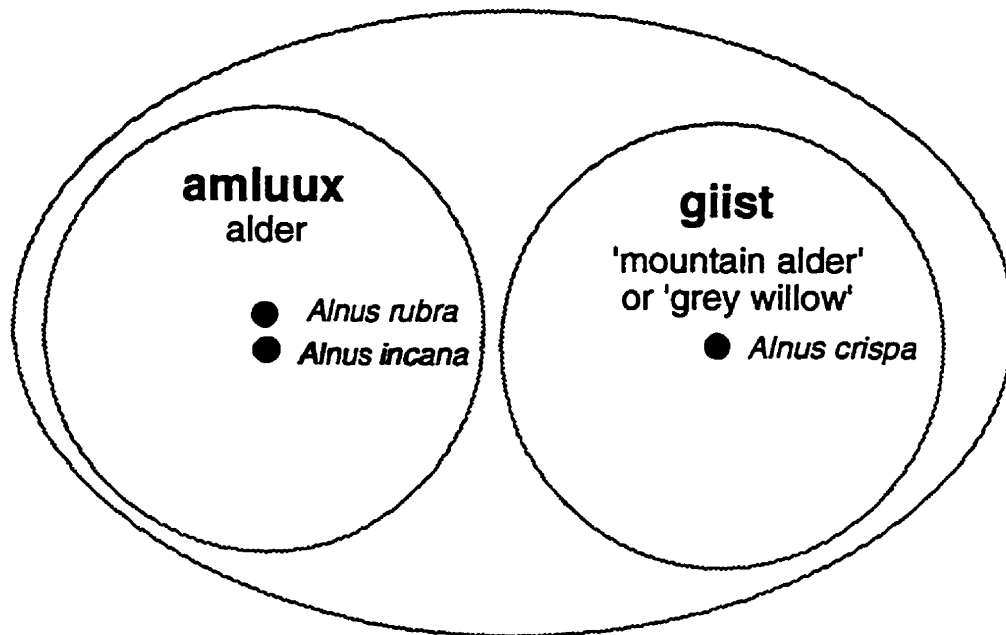 amluux
alder
Alnus rubra
Alnus incana
giist
'mountain alder'
or 'grey willow'
Alnus crispa